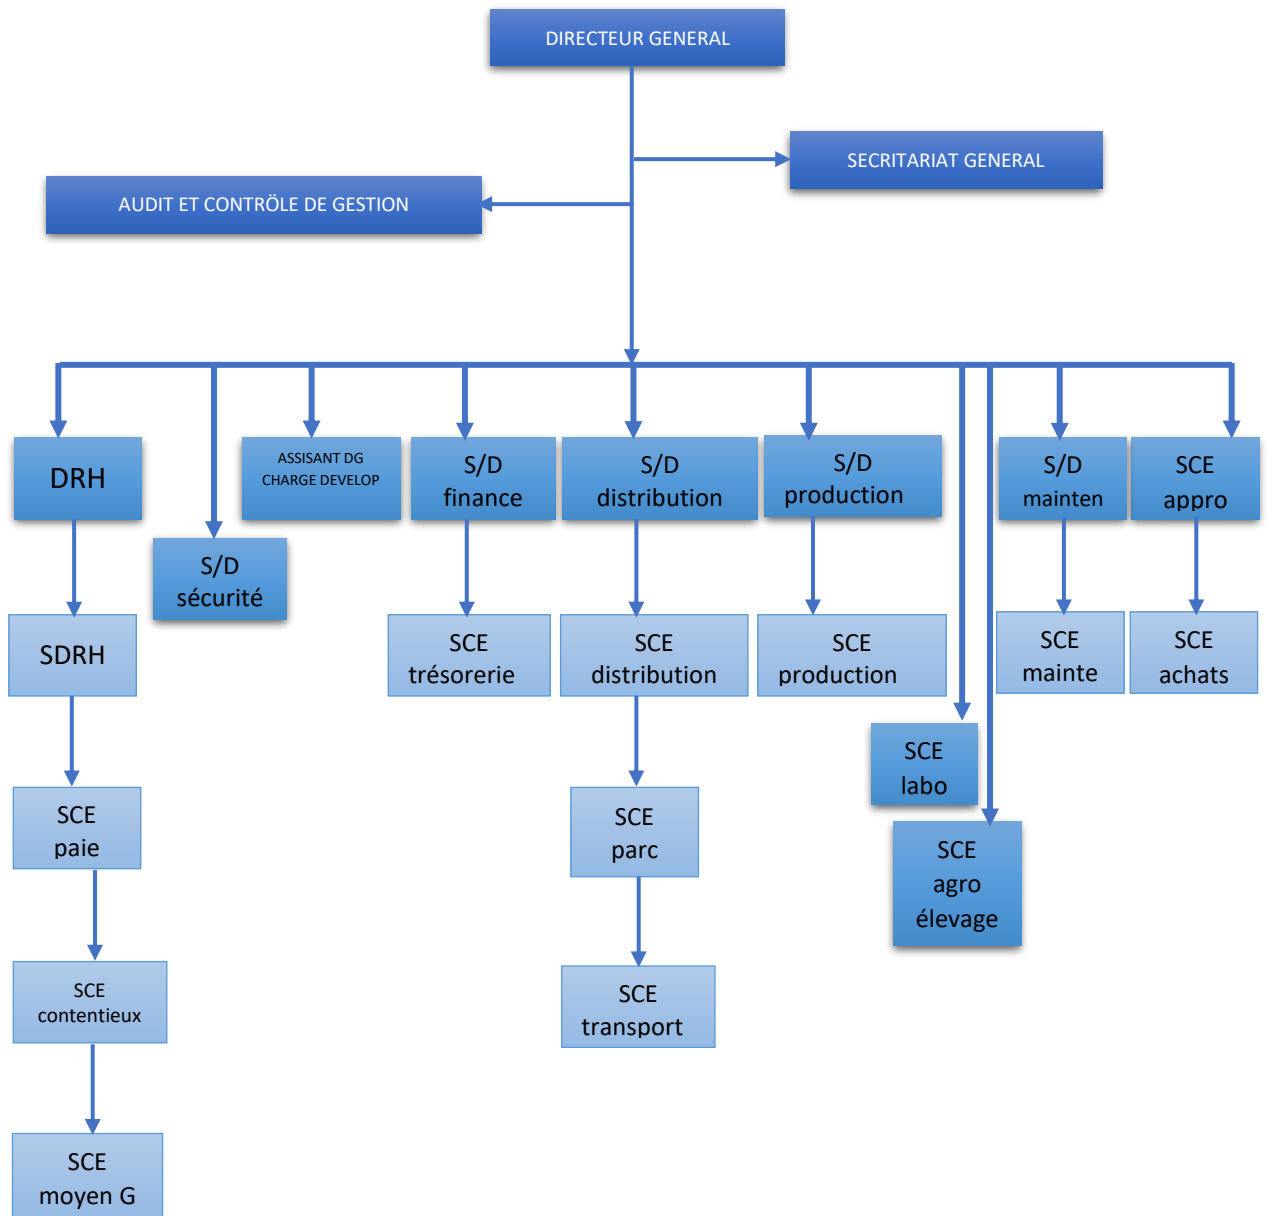 DIRECTEUR GENERAL
SECRITARIAT GENERAL
AUDIT ET CONTRÖLE DE GESTION
DRH
ASSISANT DG
CHARGE DEVELOP
S/D
finance
S/D
distribution
S/D
production
S/D
mainten
SCE
appro
S/D
sécurité
SDRH
SCE
trésorerie
SCE
distribution
SCE
production
SCE
mainte
SCE
achats
SCE
labo
SCE
paie
SCE
parc
SCE
agro
élevage
SCE
contentieux
SCE
transport
SCE
moyen G